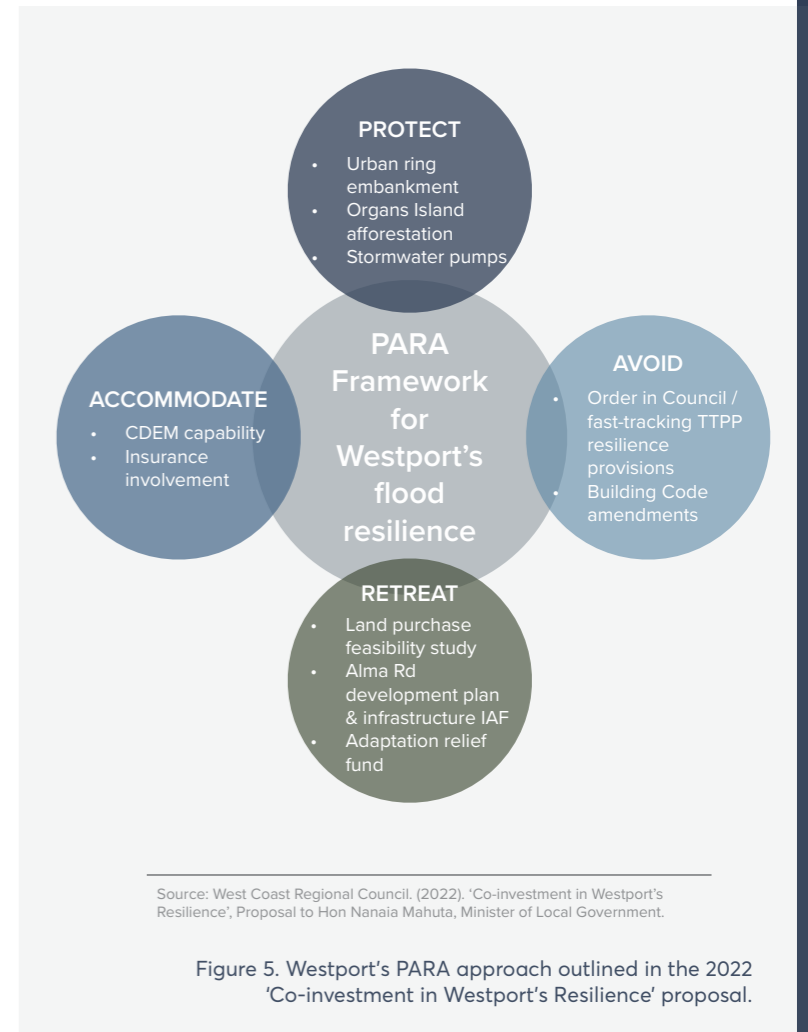 PROTECT
• Urban ring
embankment
• Organs Island
afforestation
• Stormwater pumps
PARA
Framework
for
Westport's
flood
resilience
ACCOMMODATE
• CDEM capability
• Insurance
involvement
AVOID
• Order in Council /
fast-tracking TTPP
resilience
provisions
• Building Code
amendments
RETREAT
• Land purchase
feasibility study
• Alma Rd
development plan
& infrastructure IAF
• Adaptation relief
fund
Source: West Coast Regional Council. (2022). ‘Co-investment in Westport’s
Resilience’, Proposal to Hon Nanaia Mahuta, Minister of Local Government.
Figure 5. Westport’s PARA approach outlined in the 2022
‘Co-investment in Westport’s Resilience’ proposal.